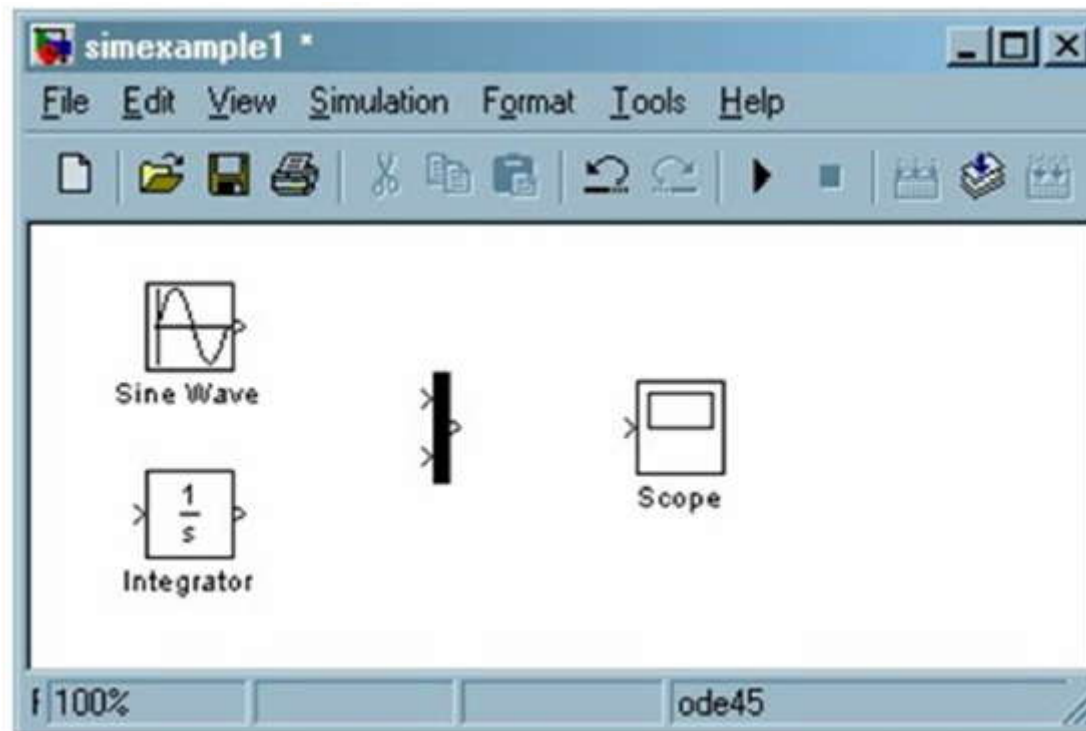 simexample1 *
File Edit View Simulation Format Tools Help
Sine Wave
1
s
Integrator
Scope
100%
ode45